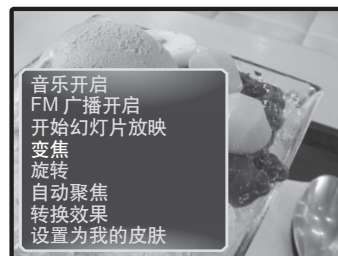 音乐开启
FM 广播开启
开始幻灯片放映
变焦
旋转
自动聚焦
转换效果
设置为我的皮肤